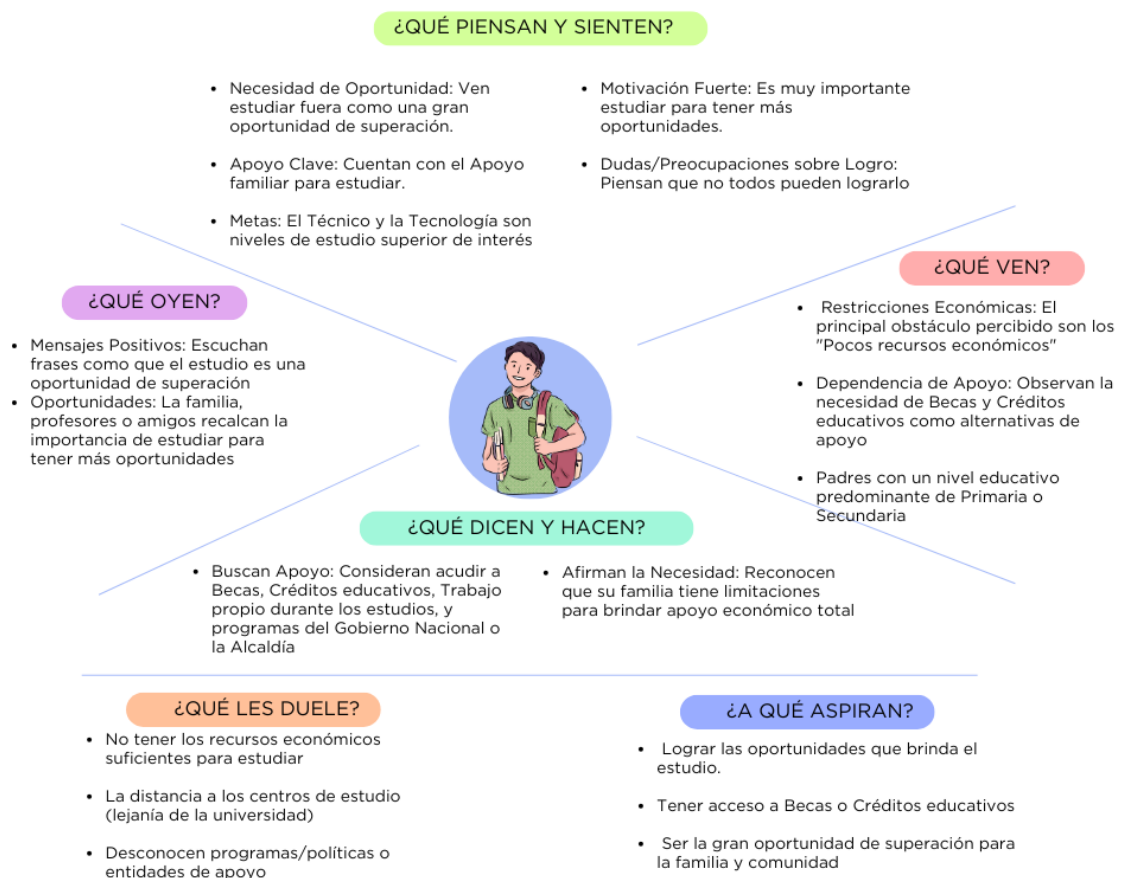 ¿QUÉ PIENSAN Y SIENTEN?
• Necesidad de Oportunidad: Ven
estudiar fuera como una gran
oportunidad de superación.
• Apoyo Clave: Cuentan con el Apoyo
familiar para estudiar.
• Metas: El Técnico y la Tecnología son
niveles de estudio superior de interés
• Motivación Fuerte: Es muy importante
estudiar para tener más
oportunidades.
• Dudas/Preocupaciones sobre Logro:
Piensan que no todos pueden lograrlo
¿QUÉ OYEN?
• Mensajes Positivos: Escuchan
frases como que el estudio es una
oportunidad de superación
• Oportunidades: La familia,
profesores o amigos recalcan la
importancia de estudiar para
tener más oportunidades
¿QUÉ VEN?
• Restricciones Económicas: El
principal obstáculo percibido son los
"Pocos recursos económicos"
• Dependencia de Apoyo: Observan la
necesidad de Becas y Créditos
educativos como alternativas de
apoyo
• Padres con un nivel educativo
predominante de Primaria o
Secundaria
¿QUÉ DICEN Y HACEN?
• Buscan Apoyo: Consideran acudir a
Becas, Créditos educativos, Trabajo
propio durante los estudios, y
programas del Gobierno Nacional o
la Alcaldía
• Afirman la Necesidad: Reconocen
que su familia tiene limitaciones
para brindar apoyo económico total
¿QUÉ LES DUELE?
• No tener los recursos económicos
suficientes para estudiar
• La distancia a los centros de estudio
(lejanía de la universidad)
• Desconocen programas/políticas o
entidades de apoyo
¿A QUÉ ASPIRAN?
• Lograr las oportunidades que brinda el
estudio.
• Tener acceso a Becas o Créditos educativos
• Ser la gran oportunidad de superación para
la familia y comunidad